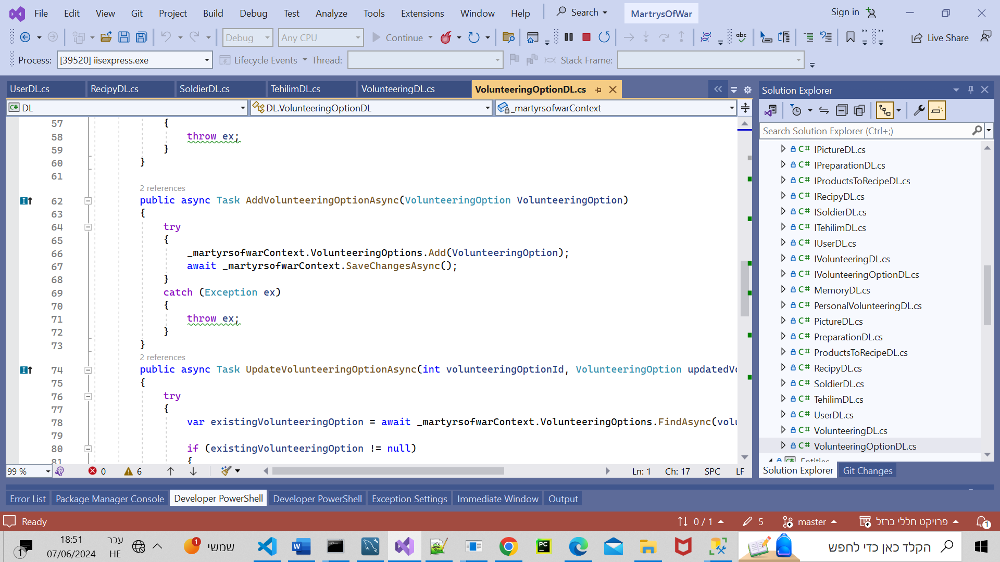 File Edit View Git Project Build Debug Test Analyze Tools Extensions Window Help Search MartrysOfWar Sign in
Debug Any CPU Continue Live Share
Process: [39520] iisexpress.exe Lifecycle Events Thread: Stack Frame:
UserDL.cs RecipyDL.cs SoldierDL.cs TehilimDL.cs VolunteeringDL.cs VolunteeringOptionDL.cs
DL DL.VolunteeringOptionDL _martyrsofwarContext
57 {
58 throw ex;
59 }
60 }
61
2 references
62 public async Task AddVolunteeringOptionAsync(VolunteeringOption VolunteeringOption)
63 {
64 try
65 {
66 _martyrsofwarContext.VolunteeringOptions.Add(VolunteeringOption);
67 await _martyrsofwarContext.SaveChangesAsync();
68 }
69 catch (Exception ex)
70 {
71 throw ex;
72 }
73 }
2 references
74 public async Task UpdateVolunteeringOptionAsync(int volunteeringOptionId, VolunteeringOption updatedVo
75 {
76 try
77 {
78 var existingVolunteeringOption = await _martyrsofwarContext.VolunteeringOptions.FindAsync(volu
79
80 if (existingVolunteeringOption != null)
81 {
99 % 0 6 Ln: 1 Ch: 17 SPC LF
Solution Explorer
Search Solution Explorer (Ctrl+;)
C# IPictureDL.cs
C# IPreparationDL.cs
C# IProductsToRecipeDL.cs
C# IRecipyDL.cs
C# ISoldierDL.cs
C# ITehilimDL.cs
C# IUserDL.cs
C# IVolunteeringDL.cs
C# IVolunteeringOptionDL.cs
C# MemoryDL.cs
C# PersonalVolunteeringDL.cs
C# PictureDL.cs
C# PreparationDL.cs
C# ProductsToRecipeDL.cs
C# RecipyDL.cs
C# SoldierDL.cs
C# TehilimDL.cs
C# UserDL.cs
C# VolunteeringDL.cs
C# VolunteeringOptionDL.cs
C# Entities
Solution Explorer Git Changes
Error List Package Manager Console Developer PowerShell Developer PowerShell Exception Settings Immediate Window Output
Ready 0 / 1 5 master פרויקט חללי ברזל 1
1 18:51 עבר 1 שמשי הקלד כאן כדי לחפש
07/06/2024 HE